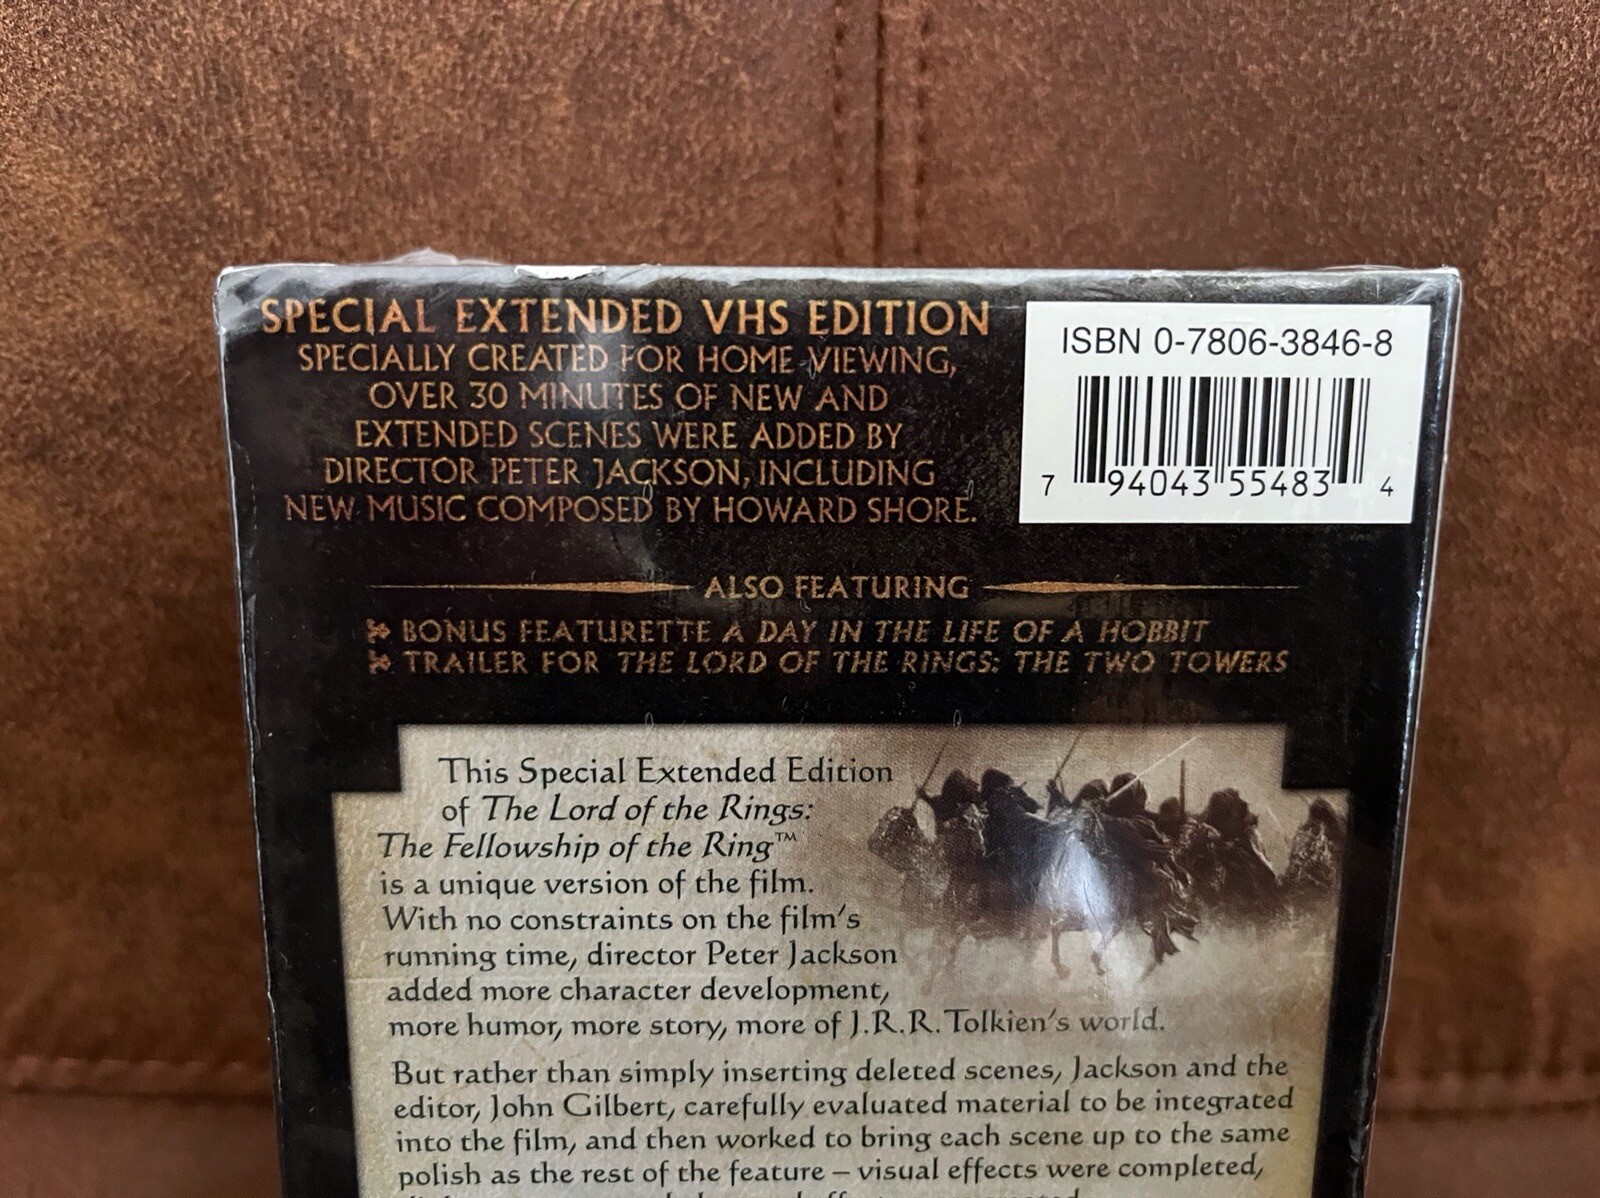 SPECIAL EXTENDED VHS EDITION
SPECIALLY CREATED FOR HOME VIEWING,
OVER 30 MINUTES OF NEW AND
EXTENDED SCENES WERE ADDED BY
DIRECTOR PETER JACKSON, INCLUDING
NEW MUSIC COMPOSED BY HOWARD SHORE.
ISBN 0-7806-3846-8
7 94043 55483 4
ALSO FEATURING
BONUS FEATURETTE A DAY IN THE LIFE OF A HOBBIT
TRAILER FOR THE LORD OF THE RINGS: THE TWO TOWERS
This Special Extended Edition
of The Lord of the Rings:
The Fellowship of the Ring™
is a unique version of the film.
With no constraints on the film's
running time, director Peter Jackson
added more character development,
more humor, more story, more of J.R.R. Tolkien's world.
But rather than simply inserting deleted scenes, Jackson and the
editor, John Gilbert, carefully evaluated material to be integrated
into the film, and then worked to bring each scene up to the same
polish as the rest of the feature – visual effects were completed,